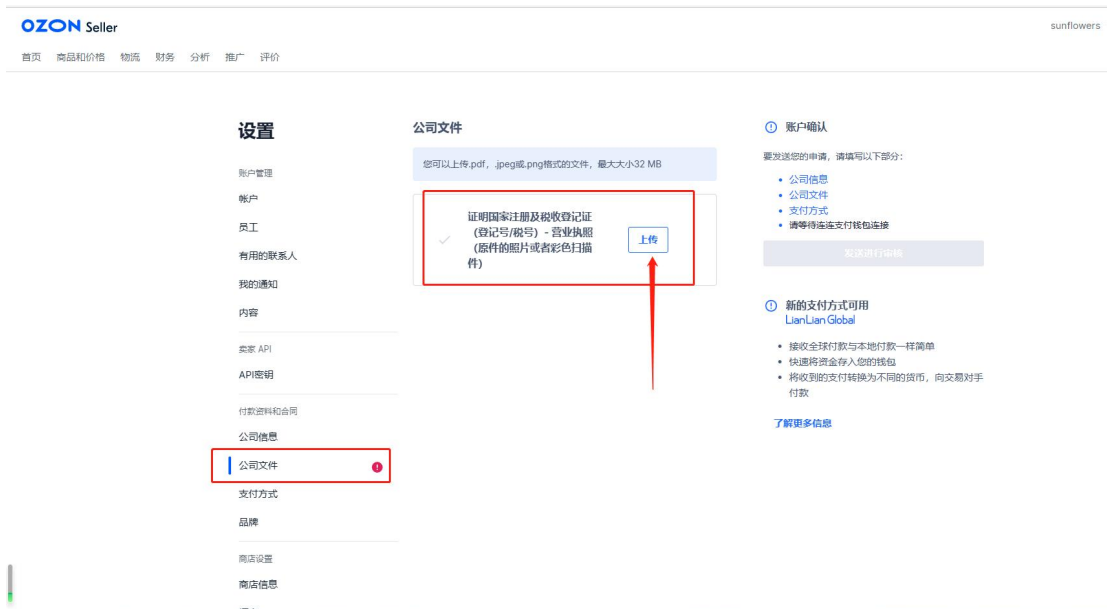 OZON Seller
sunflowers
首页 商品和价格 物流 财务 分析 推广 评价
设置
账户管理
帐户
员工
有用的联系人
我的通知
内容
卖家 API
API密钥
付款资料和合同
公司信息
公司文件
支付方式
品牌
商店设置
商店信息
公司文件
您可以上传.pdf，.jpeg或.png格式的文件，最大大小32 MB
证明国家注册及税收登记证
（登记号/税号）- 营业执照
（原件的照片或者彩色扫描
件）
上传
账户确认
要发送您的申请，请填写以下部分：
• 公司信息
• 公司文件
• 支付方式
• 请等待连连支付钱包连接
发送进行审核
新的支付方式可用
LianLian Global
• 接收全球付款与本地付款一样简单
• 快速将资金存入您的钱包
• 将收到的支付转换为不同的货币，向交易对手
付款
了解更多信息